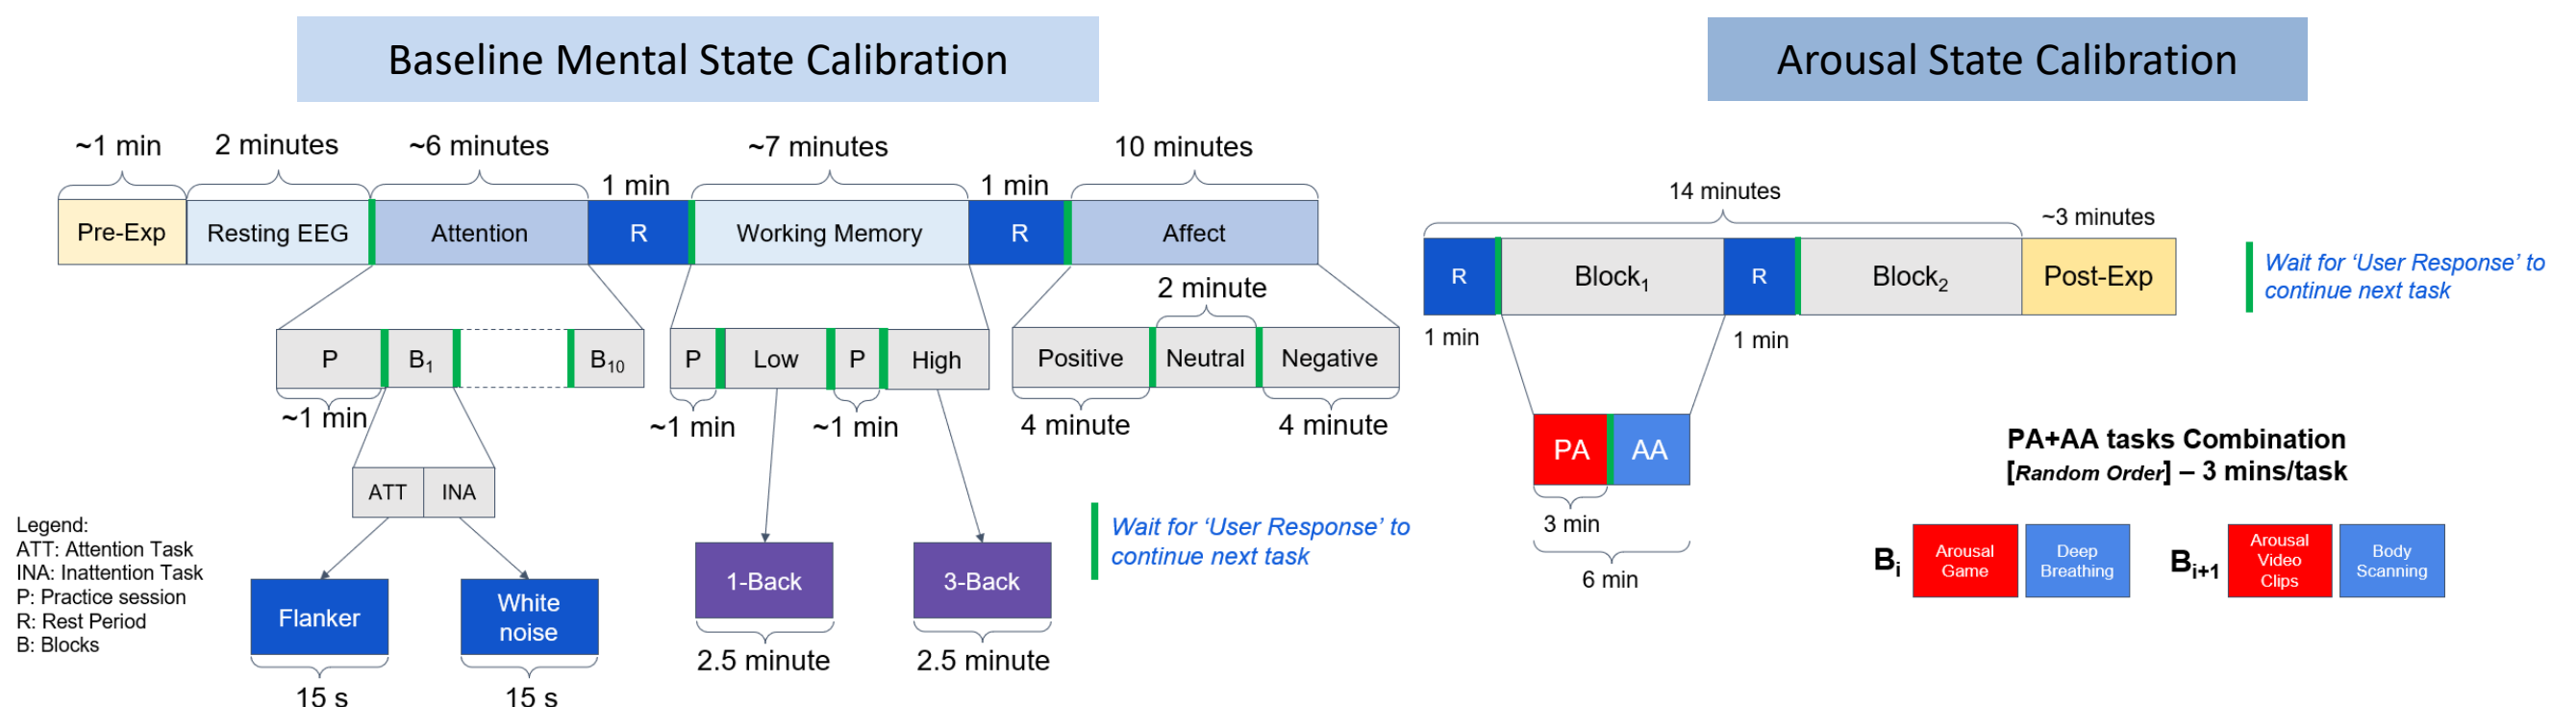 Baseline Mental State Calibration
Arousal State Calibration
~1 min
2 minutes
~6 minutes
1 min
~7 minutes
1 min
10 minutes
Pre-Exp
Resting EEG
Attention
R
Working Memory
R
Affect
P
B1
B10
~1 min
ATT
INA
Flanker
White
noise
15 s
15 s
P
Low
P
High
~1 min
~1 min
1-Back
3-Back
2.5 minute
2.5 minute
2 minute
Positive
Neutral
Negative
4 minute
4 minute
Legend:
ATT: Attention Task
INA: Inattention Task
P: Practice session
R: Rest Period
B: Blocks
Wait for ‘User Response’ to
continue next task
14 minutes
~3 minutes
R
Block1
R
Block2
Post-Exp
1 min
1 min
Wait for ‘User Response’ to
continue next task
PA
AA
3 min
6 min
PA+AA tasks Combination
[Random Order] – 3 mins/task
Bi
Arousal
Game
Deep
Breathing
Bi+1
Arousal
Video
Clips
Body
Scanning